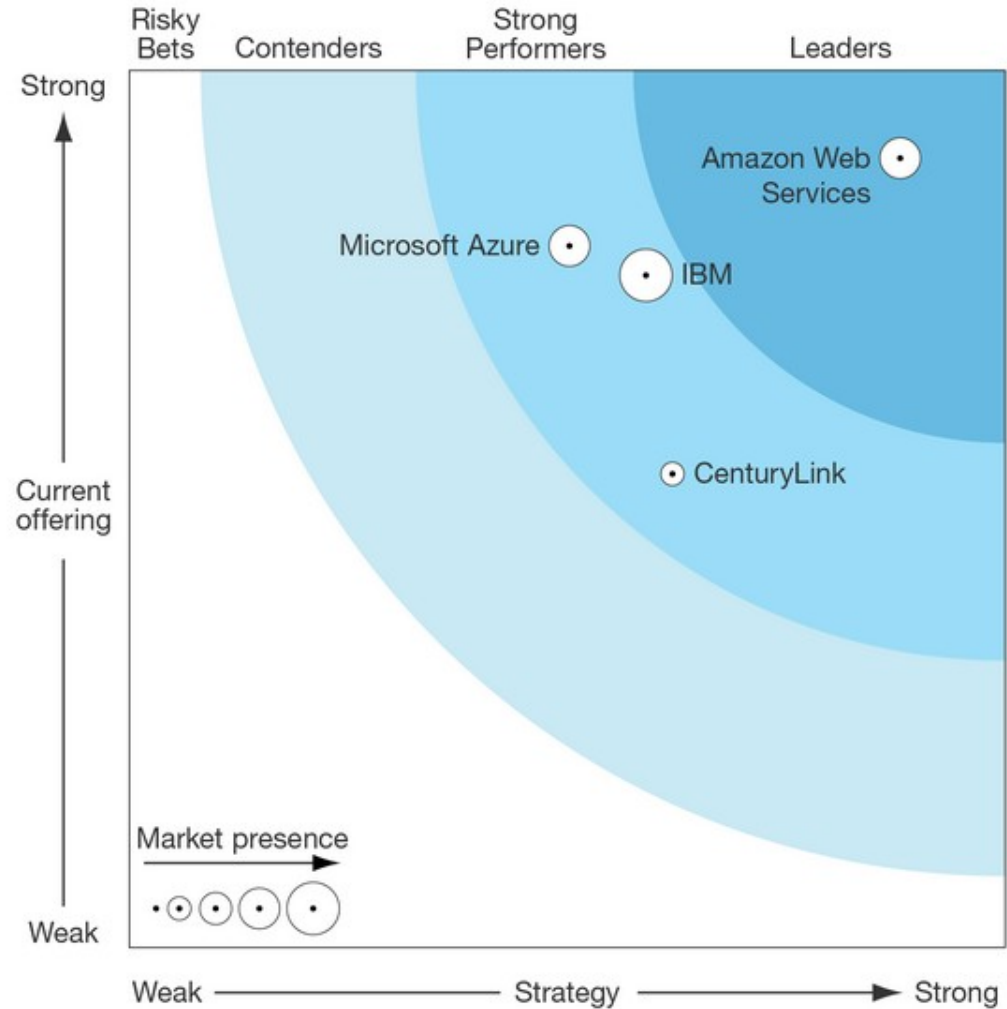 Risky
Bets
Contenders
Strong
Performers
Leaders
Strong
Amazon Web
Services
Microsoft Azure
IBM
CenturyLink
Current
offering
Market presence
Weak
Weak
Strategy
Strong